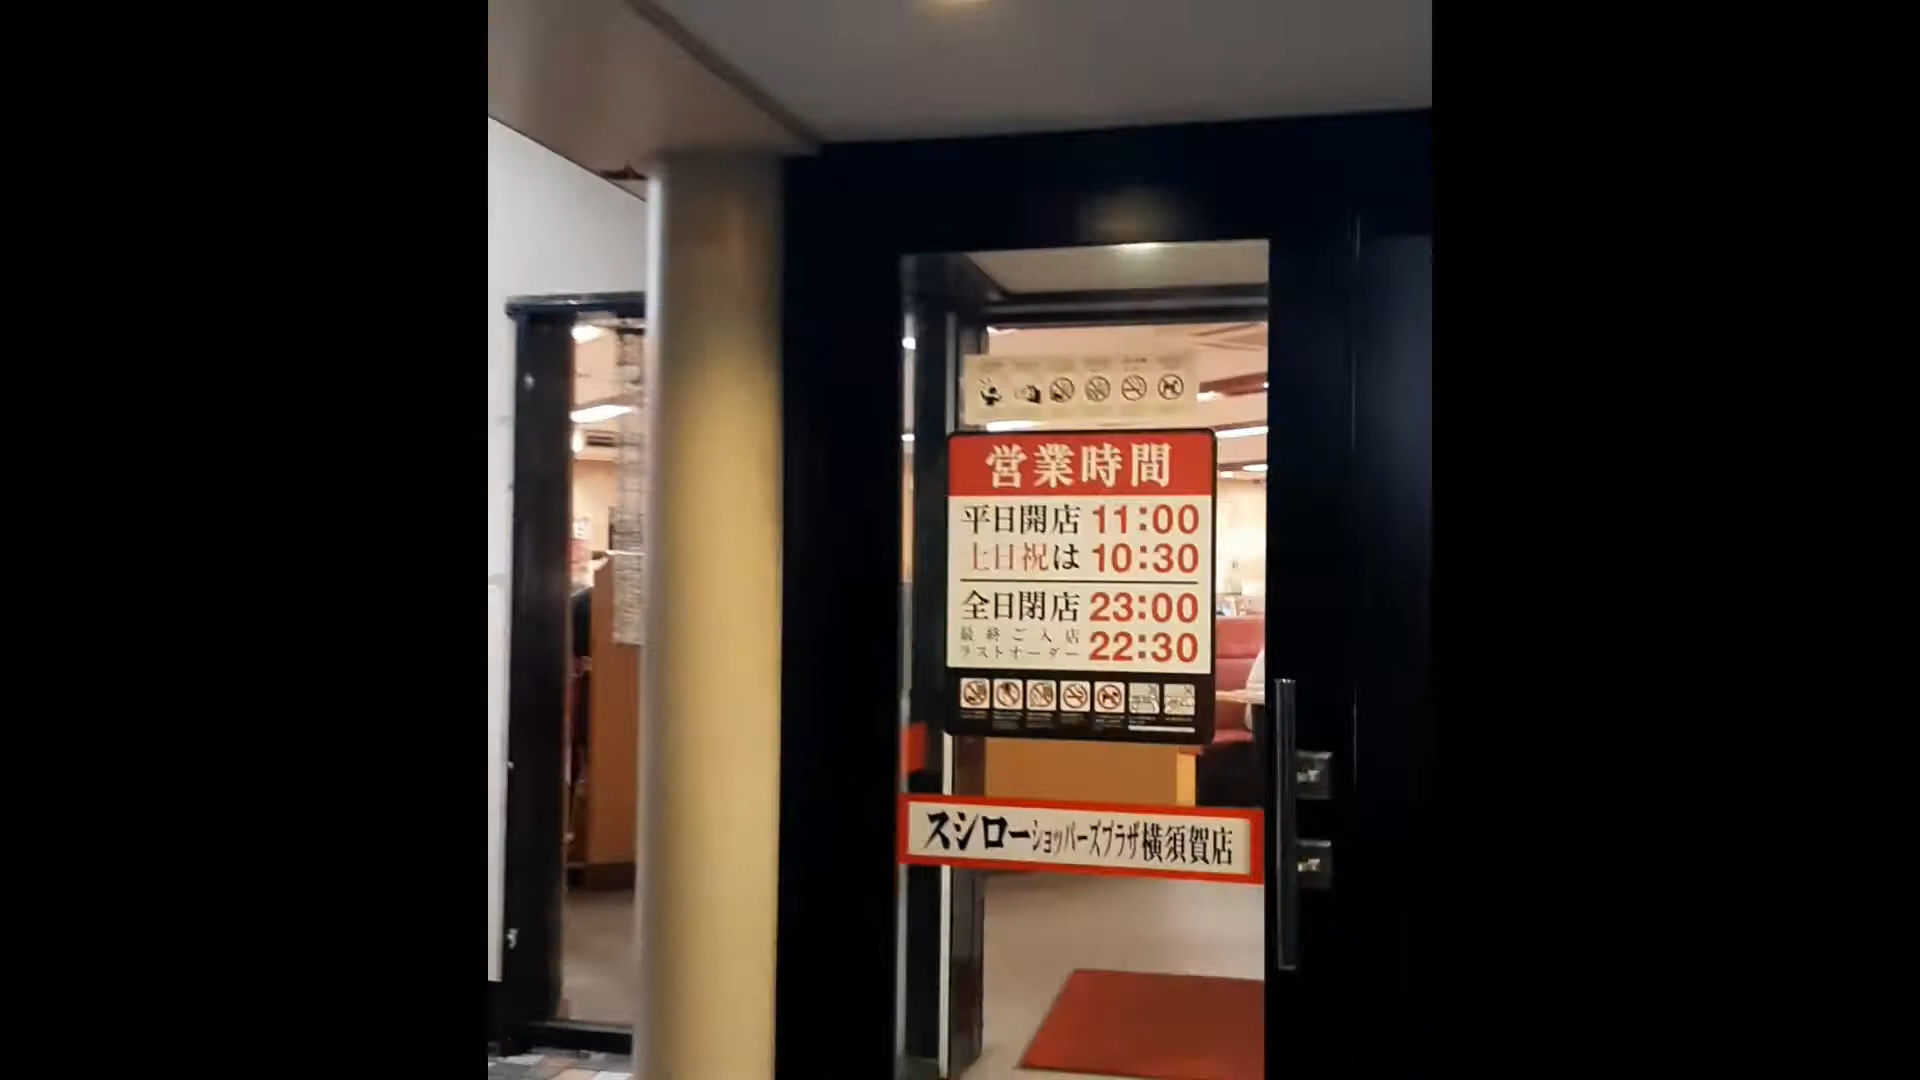 営業時間
平日開店 11:00
土日祝は 10:30
全日閉店 23:00
最終ご入店
ラストオーダー 22:30
スシローショッパーズプラザ横須賀店